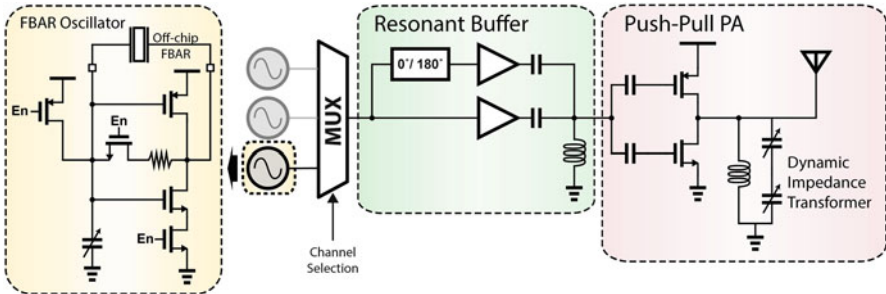 FBAR Oscillator
Off-chip
FBAR
En
En
En
MUX
Channel
Selection
Resonant Buffer
0°/ 180°
Push-Pull PA
Dynamic
Impedance
Transformer